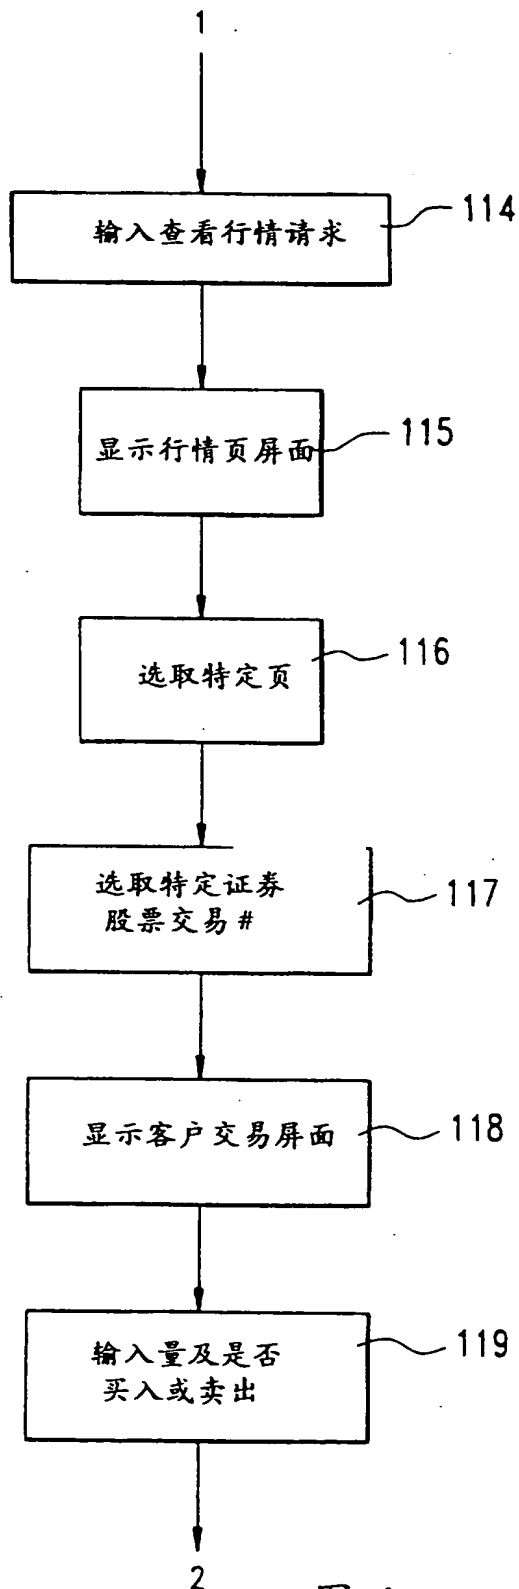 1
输入查看行情请求
114
显示行情页屏面
115
选取特定页
116
选取特定证券
股票交易#
117
显示客户交易屏面
118
输入量及是否
买入或卖出
119
2